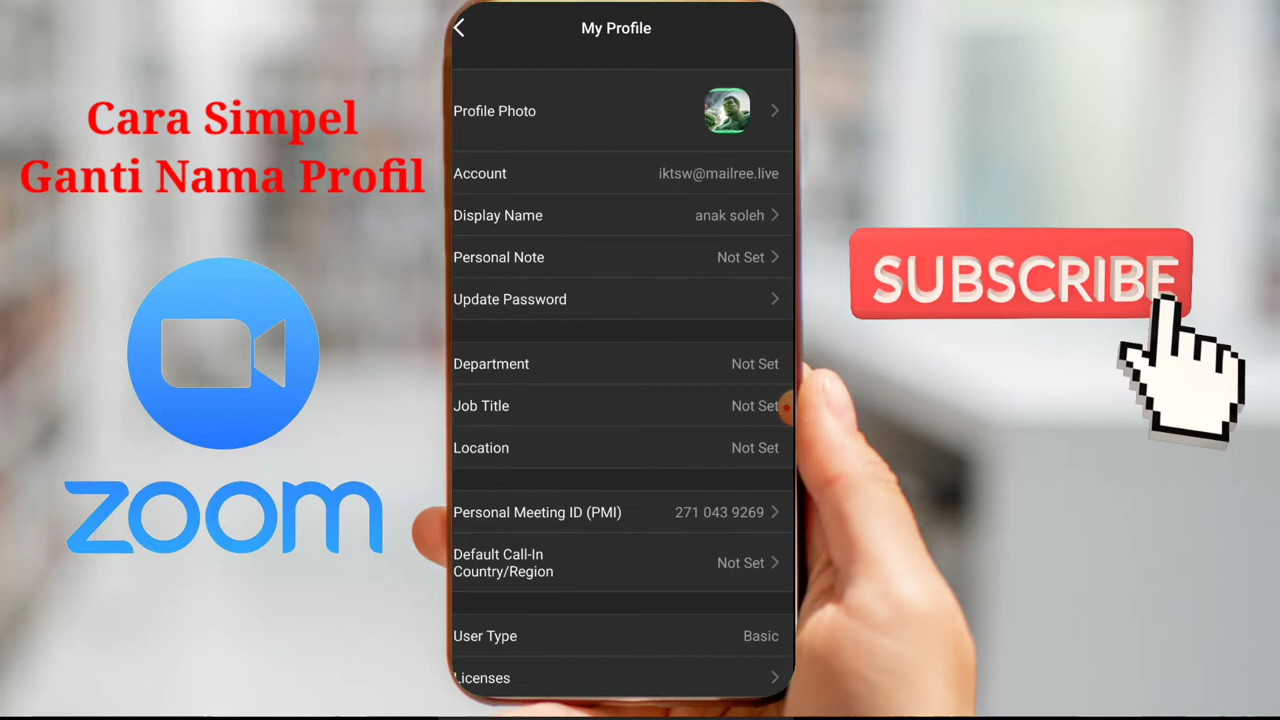 Cara Simpel
Ganti Nama Profil
zoom
My Profile
Profile Photo
Account iktsw@mailree.live
Display Name anak soleh
Personal Note Not Set
Update Password
Department Not Set
Job Title Not Set
Location Not Set
Personal Meeting ID (PMI) 271 043 9269
Default Call-In
Country/Region Not Set
User Type Basic
Licenses
SUBSCRIBE